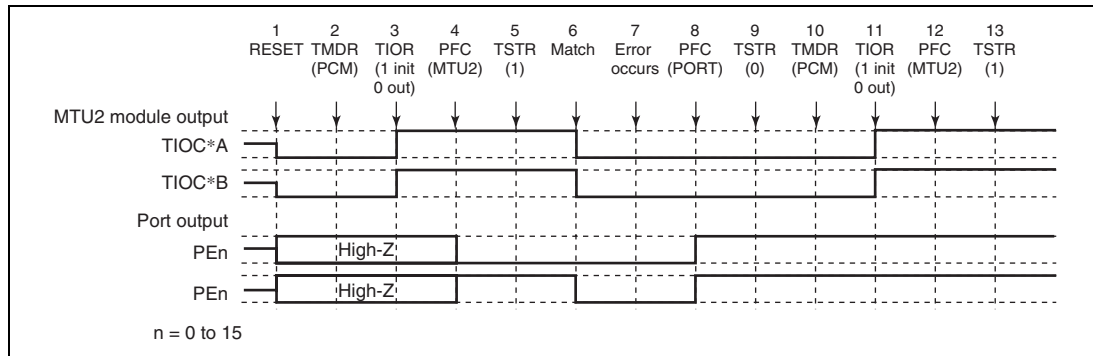 1 2 3 4 5 6 7 8 9 10 11 12 13
RESET TMDR TIOR PFC TSTR Match Error PFC TSTR TMDR TIOR PFC TSTR
(PCM) (1 init (MTU2) (1) occurs (PORT) (0) (PCM) (1 init (MTU2) (1)
0 out) 0 out)
MTU2 module output
TIOC*A
TIOC*B
Port output
PEn High-Z
PEn High-Z
n = 0 to 15